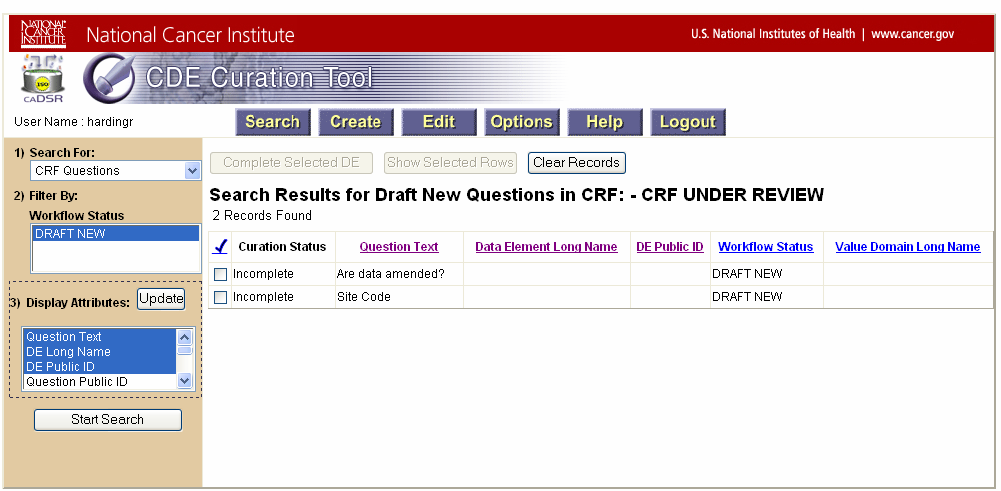 NATIONAL
CANCER
INSTITUTE
National Cancer Institute
U.S. National Institutes of Health | www.cancer.gov
ISO
caDSR
CDE Curation Tool
User Name : hardingr
Search Create Edit Options Help Logout
1) Search For:
CRF Questions
2) Filter By:
Workflow Status
DRAFT NEW
3) Display Attributes: Update
Question Text
DE Long Name
DE Public ID
Question Public ID
Start Search
Complete Selected DE Show Selected Rows Clear Records
Search Results for Draft New Questions in CRF: - CRF UNDER REVIEW
2 Records Found
Curation Status Question Text Data Element Long Name DE Public ID Workflow Status Value Domain Long Name
Incomplete Are data amended? DRAFT NEW
Incomplete Site Code DRAFT NEW